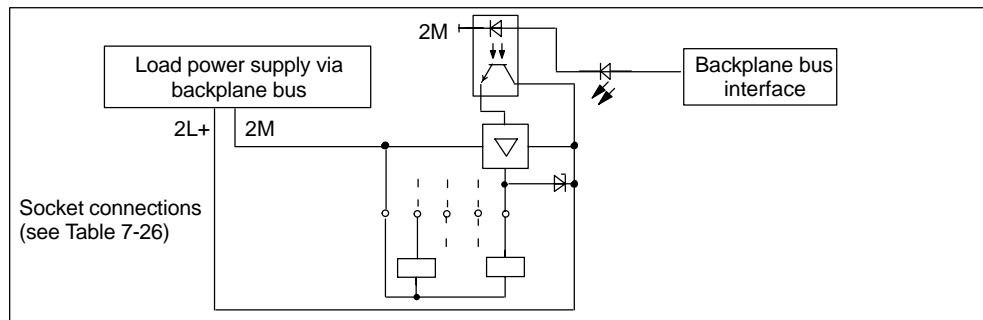 2M
Load power supply via
backplane bus
Backplane bus
interface
2L+
2M
Socket connections
(see Table 7-26)